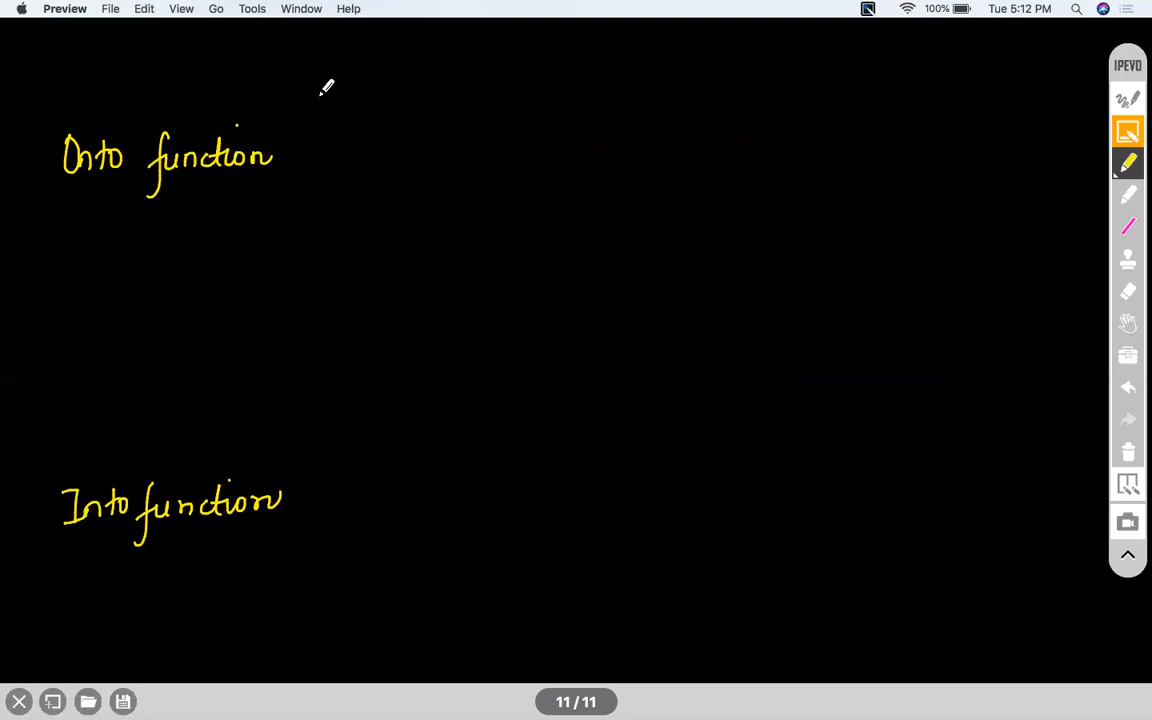 Preview File Edit View Go Tools Window Help 100% Tue 5:12 PM
IPEVO
Onto function
Into function
11/11